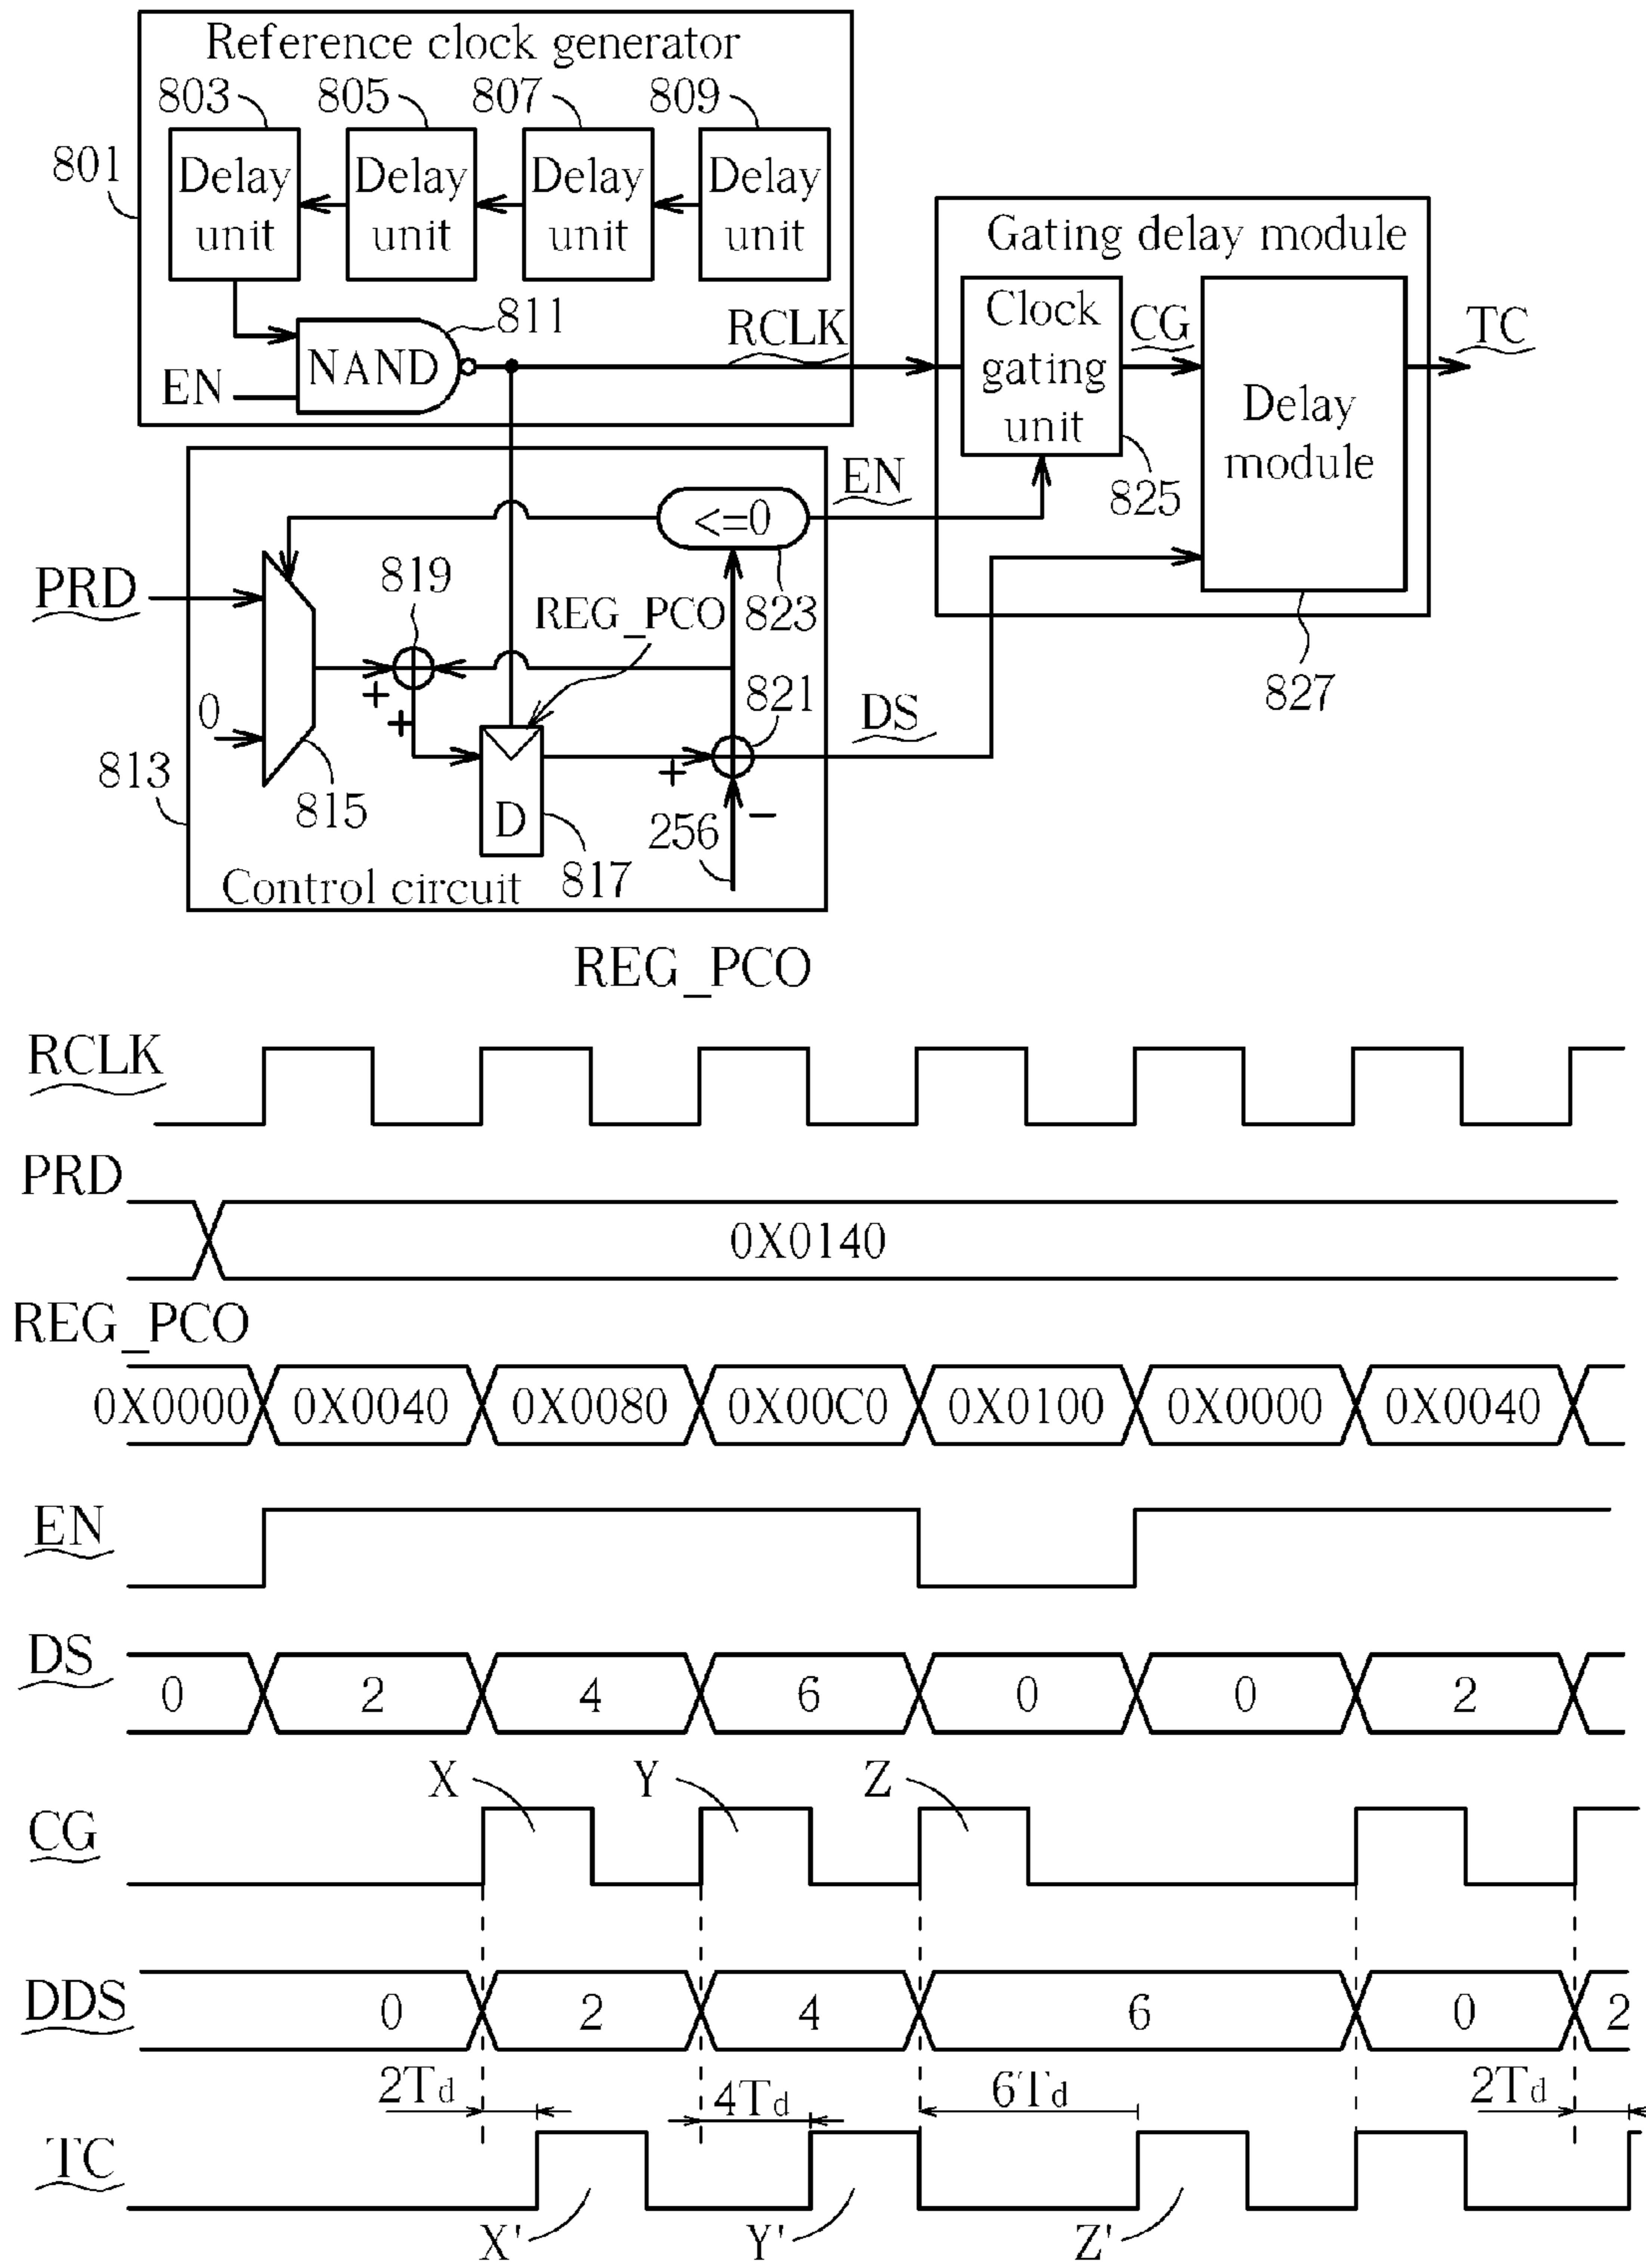 Reference clock generator
803 805 807 809
801
Delay unit
Delay unit
Delay unit
Delay unit
811
NAND
EN
RCLK
Gating delay module
Clock gating unit
CG
Delay module
TC
825
827
EN
<=0
823
PRD
819
REG_PCO
0
821
DS
813
815
D
817
256
+
+
+
−
Control circuit
REG_PCO
RCLK
PRD
0X0140
REG_PCO
0X0000 0X0040 0X0080 0X00C0 0X0100 0X0000 0X0040
EN
DS
0 2 4 6 0 0 2
X Y Z
CG
DDS
0 2 4 6 0 2
2Td 4Td 6Td 2Td
TC
X' Y' Z'